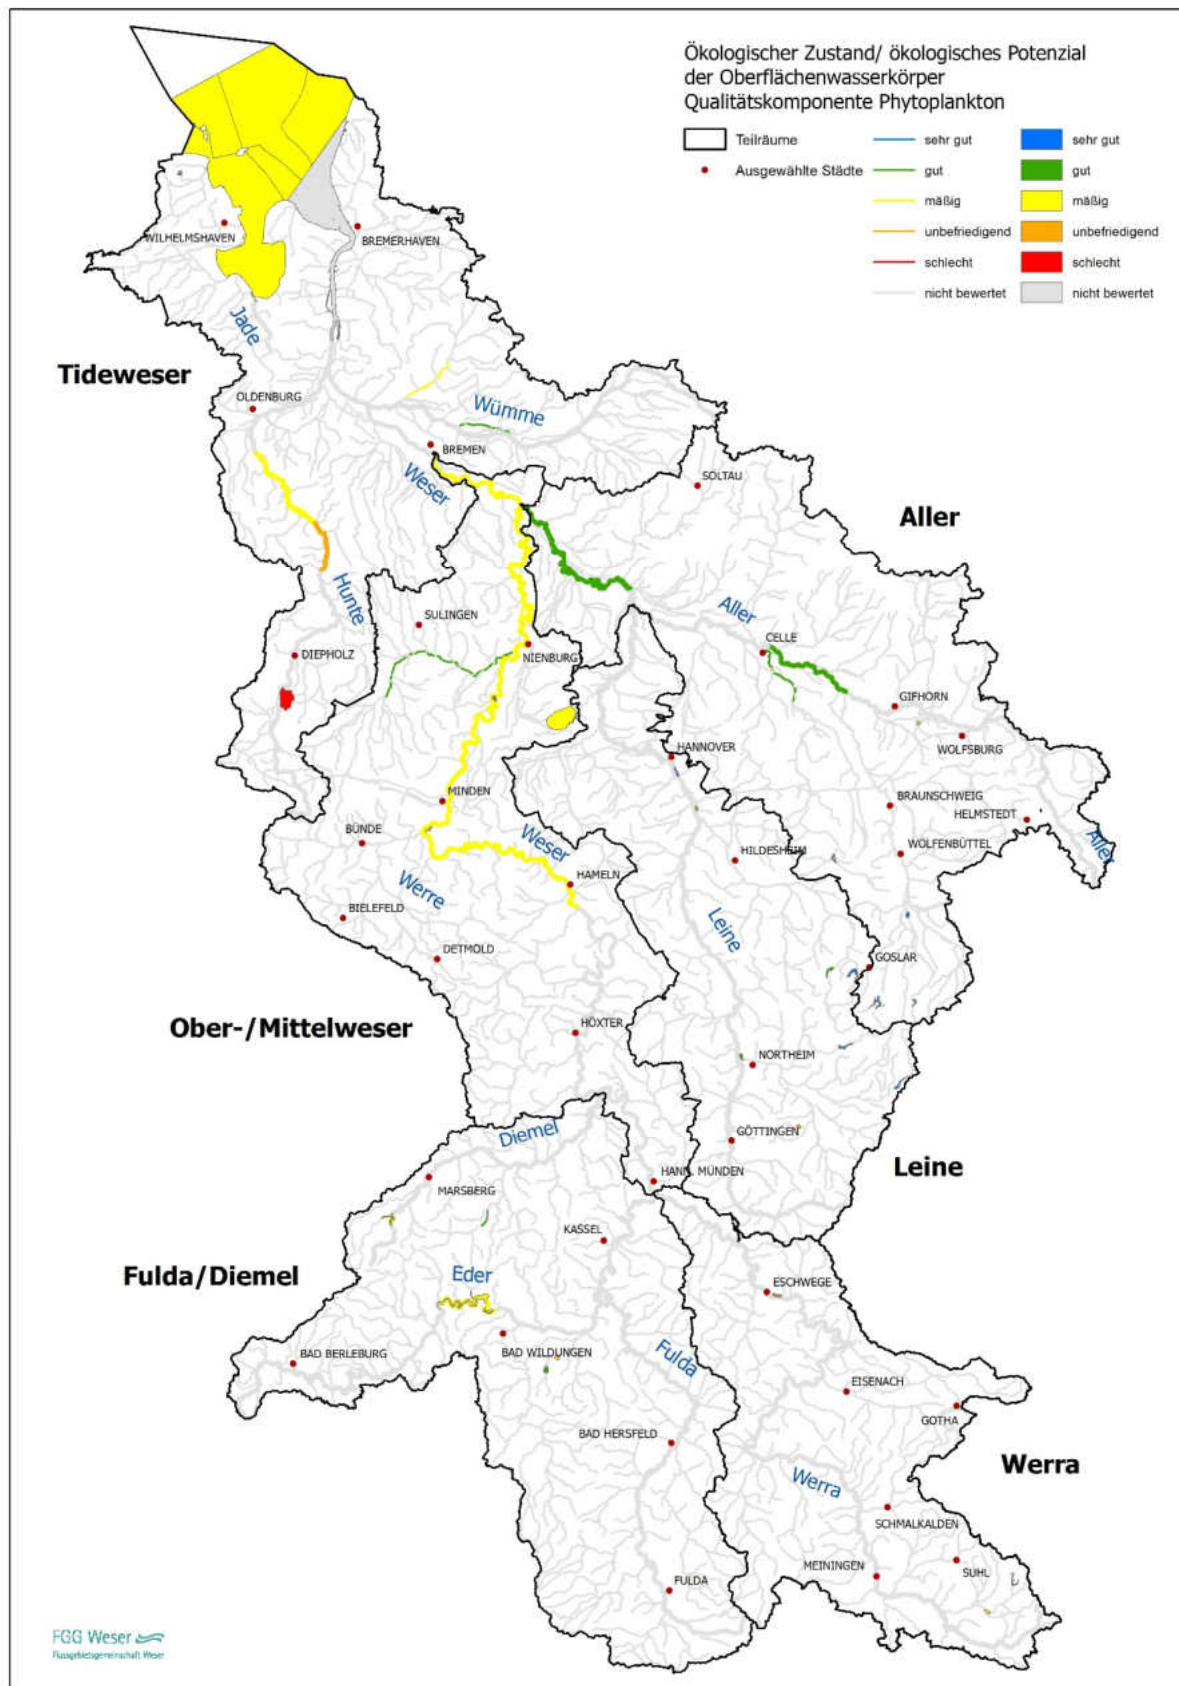 Ökologischer Zustand/ ökologisches Potenzial
der Oberflächenwasserkörper
Qualitätskomponente Phytoplankton
Teilräume
Ausgewählte Städte
sehr gut
gut
mäßig
unbefriedigend
schlecht
nicht bewertet
sehr gut
gut
mäßig
unbefriedigend
schlecht
nicht bewertet
WILHELMSHAVEN
BREMERHAVEN
Jade
Tideweser
OLDENBURG
Wümme
BREMEN
Weser
SOLTAU
Aller
Hunte
SULINGEN
Aller
CELLE
DIEPHOLZ
NIENBURG
GIFHORN
WOLFSBURG
HANNOVER
MINDEN
BRAUNSCHWEIG
HELMSTEDT
BÜNDE
Weser
HILDESHEIM
WOLFENBÜTTEL
Aller
HAMELN
Werre
BIELEFELD
Leine
DETMOLD
GOSLAR
Ober-/Mittelweser
HÖXTER
NORTHEIM
Diemel
GÖTTINGEN
Leine
HANN. MÜNDEN
MARSBERG
KASSEL
Fulda/Diemel
Eder
ESCHWEGE
BAD BERLEBURG
BAD WILDUNGEN
Fulda
EISENACH
GOTHA
BAD HERSFELD
Werra
Werra
SCHMALKALDEN
MEININGEN
SUHL
FULDA
FGG Weser
Flussgebietsgemeinschaft Weser